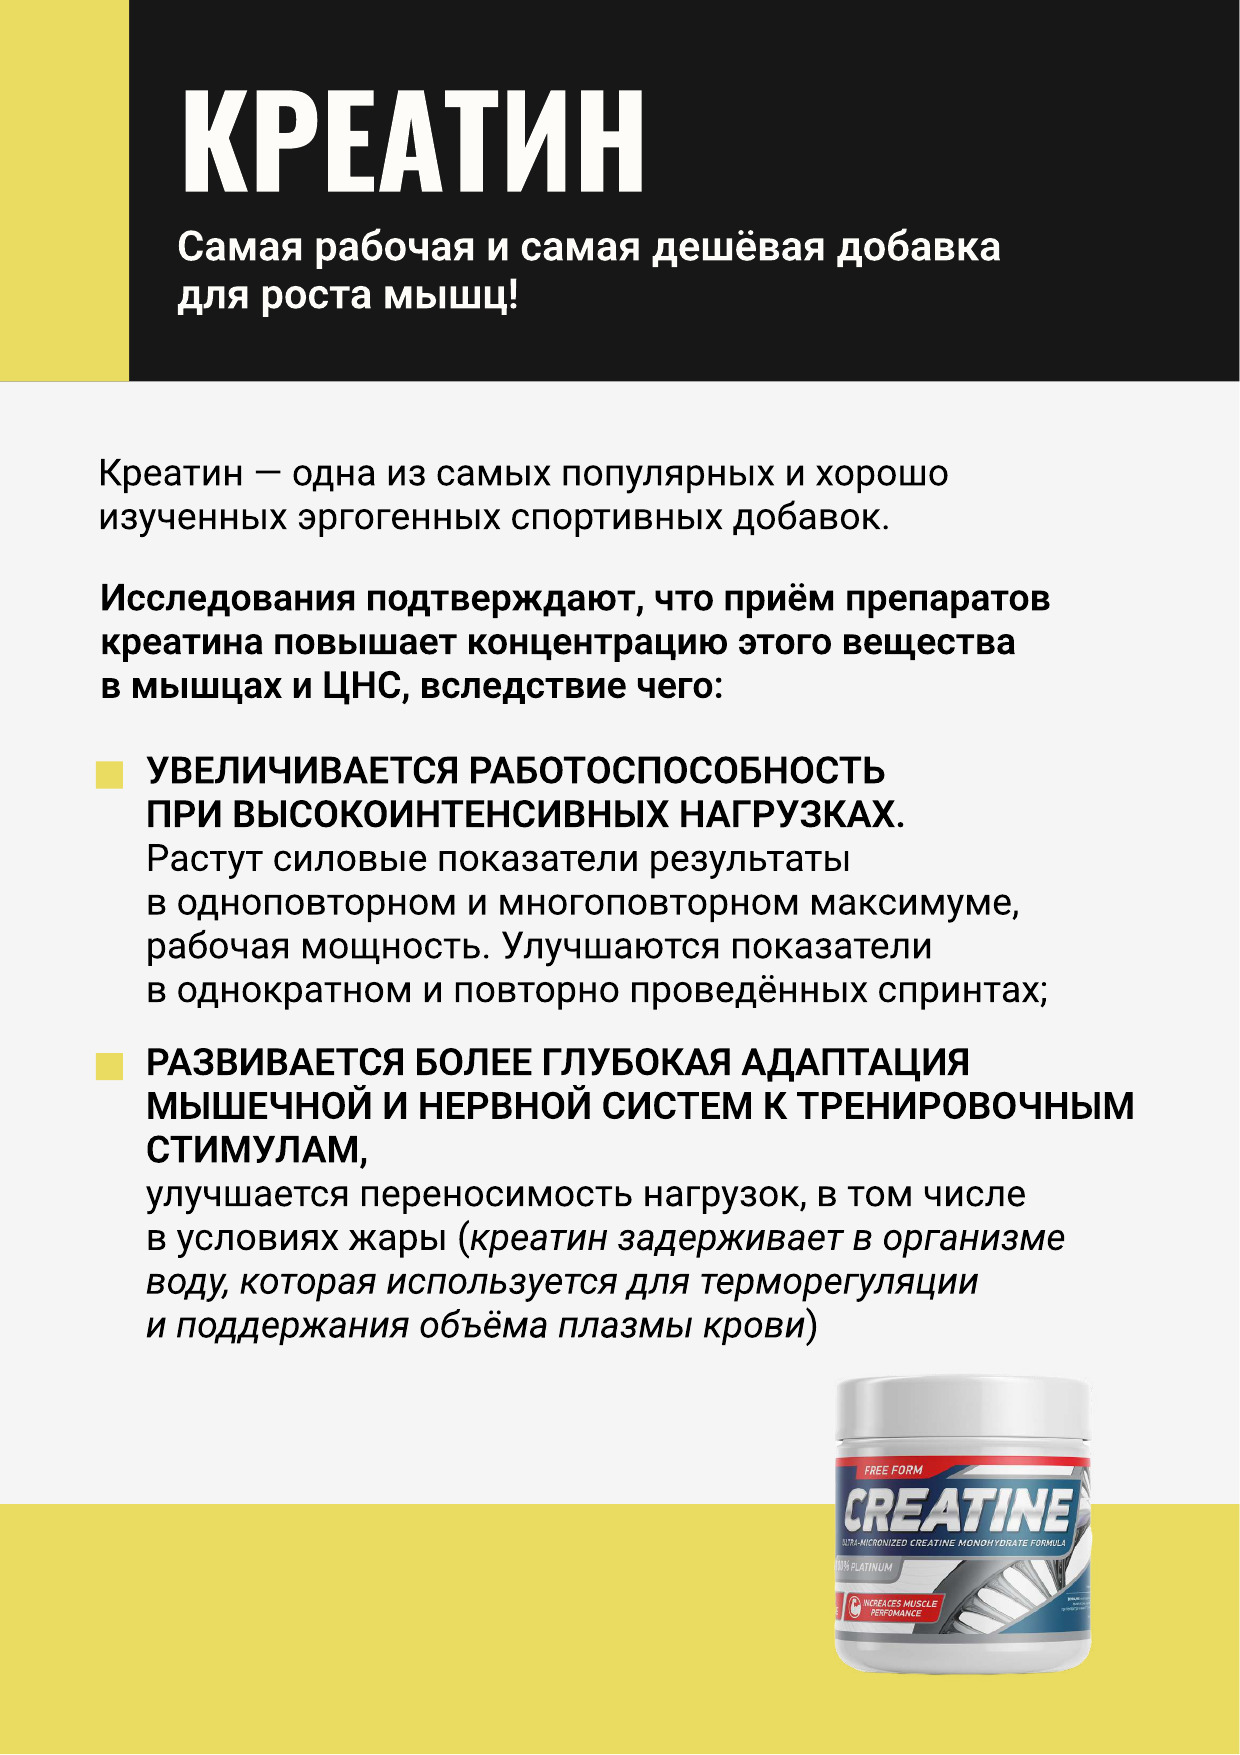 КРЕАТИН
Самая рабочая и самая дешёвая добавка
для роста мышц!
Креатин — одна из самых популярных и хорошо
изученных эргогенных спортивных добавок.
Исследования подтверждают, что приём препаратов
креатина повышает концентрацию этого вещества
в мышцах и ЦНС, вследствие чего:
УВЕЛИЧИВАЕТСЯ РАБОТОСПОСОБНОСТЬ
ПРИ ВЫСОКОИНТЕНСИВНЫХ НАГРУЗКАХ.
Растут силовые показатели результаты
в одноповторном и многоповторном максимуме,
рабочая мощность. Улучшаются показатели
в однократном и повторно проведённых спринтах;
РАЗВИВАЕТСЯ БОЛЕЕ ГЛУБОКАЯ АДАПТАЦИЯ
МЫШЕЧНОЙ И НЕРВНОЙ СИСТЕМ К ТРЕНИРОВОЧНЫМ
СТИМУЛАМ,
улучшается переносимость нагрузок, в том числе
в условиях жары (креатин задерживает в организме
воду, которая используется для терморегуляции
и поддержания объёма плазмы крови)
FREE FORM
CREATINE
ULTRA-MICRONIZED CREATINE MONOHYDRATE FORMULA
PLATINUM
INCREACES MUSCLE
PERFOMANCE